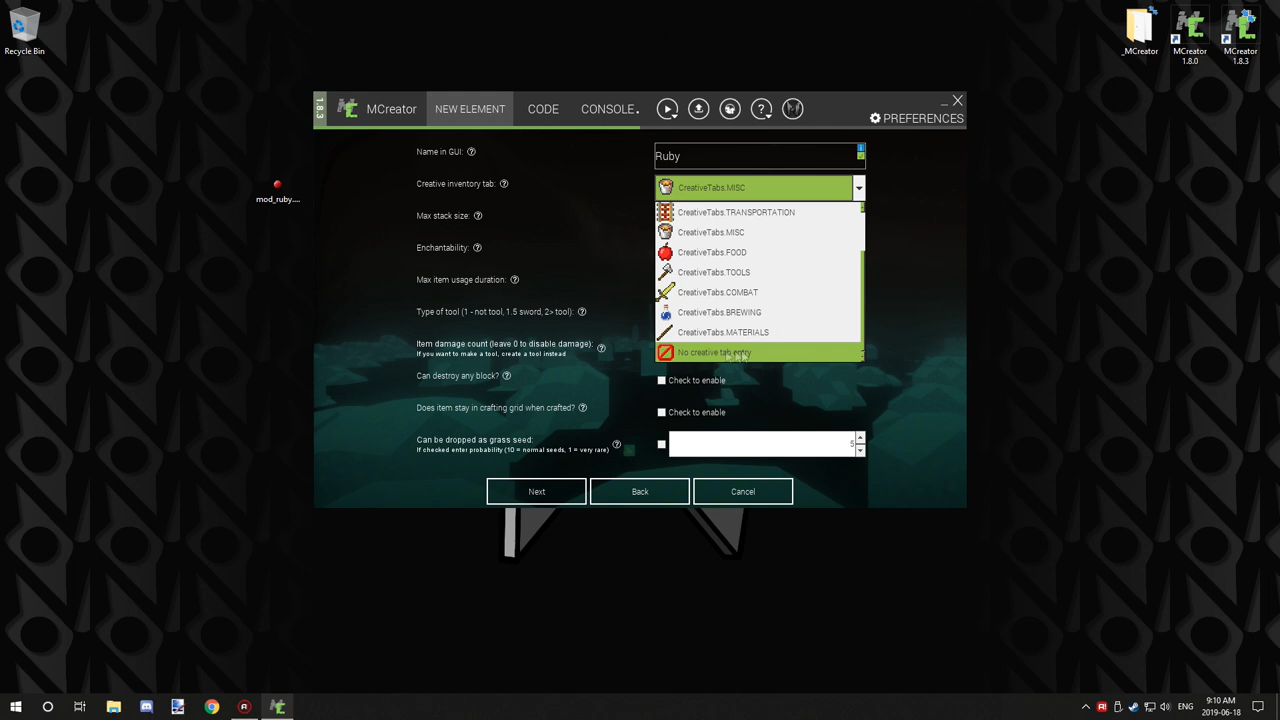 Recycle Bin
_MCreator
MCreator
1.8.0
MCreator
1.8.3
mod_ruby....
1.8.3
MCreator
NEW ELEMENT
CODE
CONSOLE.
PREFERENCES
Name in GUI:
Ruby
Creative inventory tab:
CreativeTabs.MISC
Max stack size:
CreativeTabs.TRANSPORTATION
CreativeTabs.MISC
Enchantability:
CreativeTabs.FOOD
CreativeTabs.TOOLS
Max item usage duration:
CreativeTabs.COMBAT
Type of tool (1 - not tool, 1.5 sword, 2> tool):
CreativeTabs.BREWING
CreativeTabs.MATERIALS
Item damage count (leave 0 to disable damage):
If you want to make a tool, create a tool instead
No creative tab entry
Can destroy any block?
Check to enable
Does item stay in crafting grid when crafted?
Check to enable
Can be dropped as grass seed:
If checked enter probability (10 = normal seeds, 1 = very rare)
5
Next
Back
Cancel
ENG
9:10 AM
2019-06-18